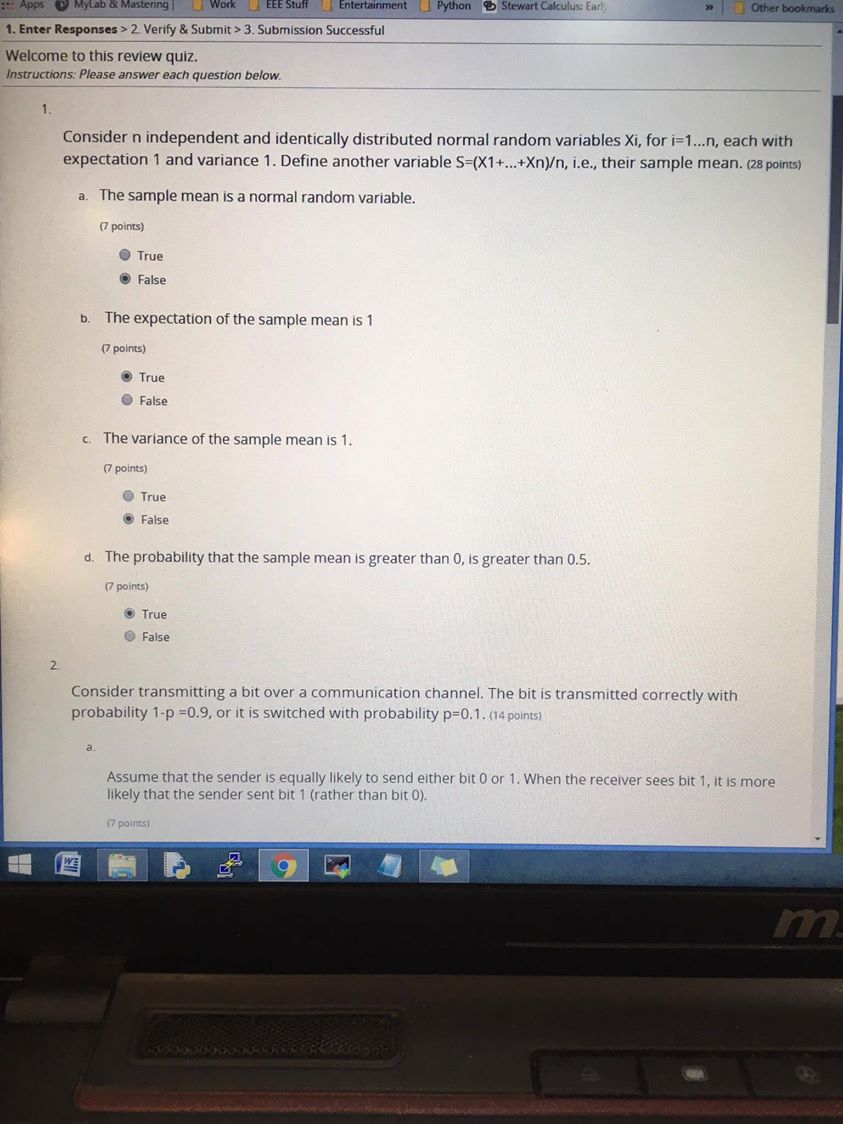 Apps MyLab & Mastering | Work EEE Stuff Entertainment Python Stewart Calculus: Early » Other bookmarks
1. Enter Responses > 2. Verify & Submit > 3. Submission Successful
Welcome to this review quiz.
Instructions: Please answer each question below.
1.
Consider n independent and identically distributed normal random variables Xi, for i=1...n, each with
expectation 1 and variance 1. Define another variable S=(X1+...+Xn)/n, i.e., their sample mean. (28 points)
a. The sample mean is a normal random variable.
(7 points)
True
False
b. The expectation of the sample mean is 1
(7 points)
True
False
c. The variance of the sample mean is 1.
(7 points)
True
False
d. The probability that the sample mean is greater than 0, is greater than 0.5.
(7 points)
True
False
2.
Consider transmitting a bit over a communication channel. The bit is transmitted correctly with
probability 1-p =0.9, or it is switched with probability p=0.1. (14 points)
a.
Assume that the sender is equally likely to send either bit 0 or 1. When the receiver sees bit 1, it is more
likely that the sender sent bit 1 (rather than bit 0).
(7 points)